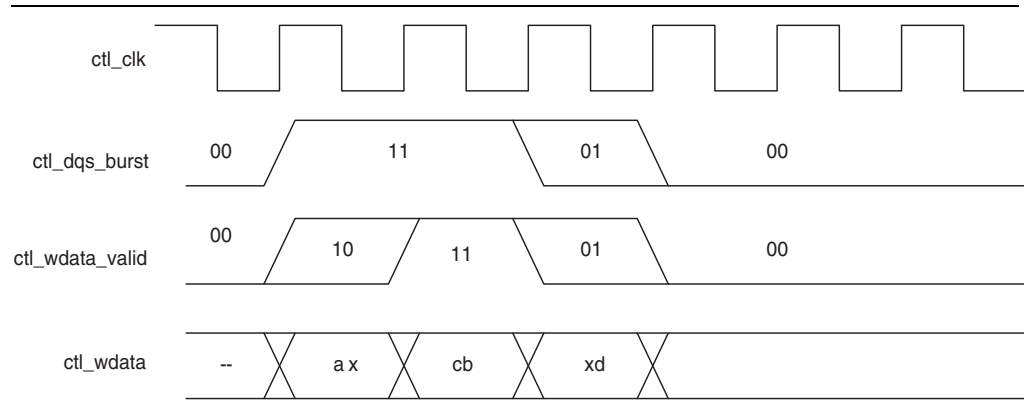 ctl_clk
ctl_dqs_burst 00 11 01 00
ctl_wdata_valid 00 10 11 01 00
ctl_wdata -- a x cb xd